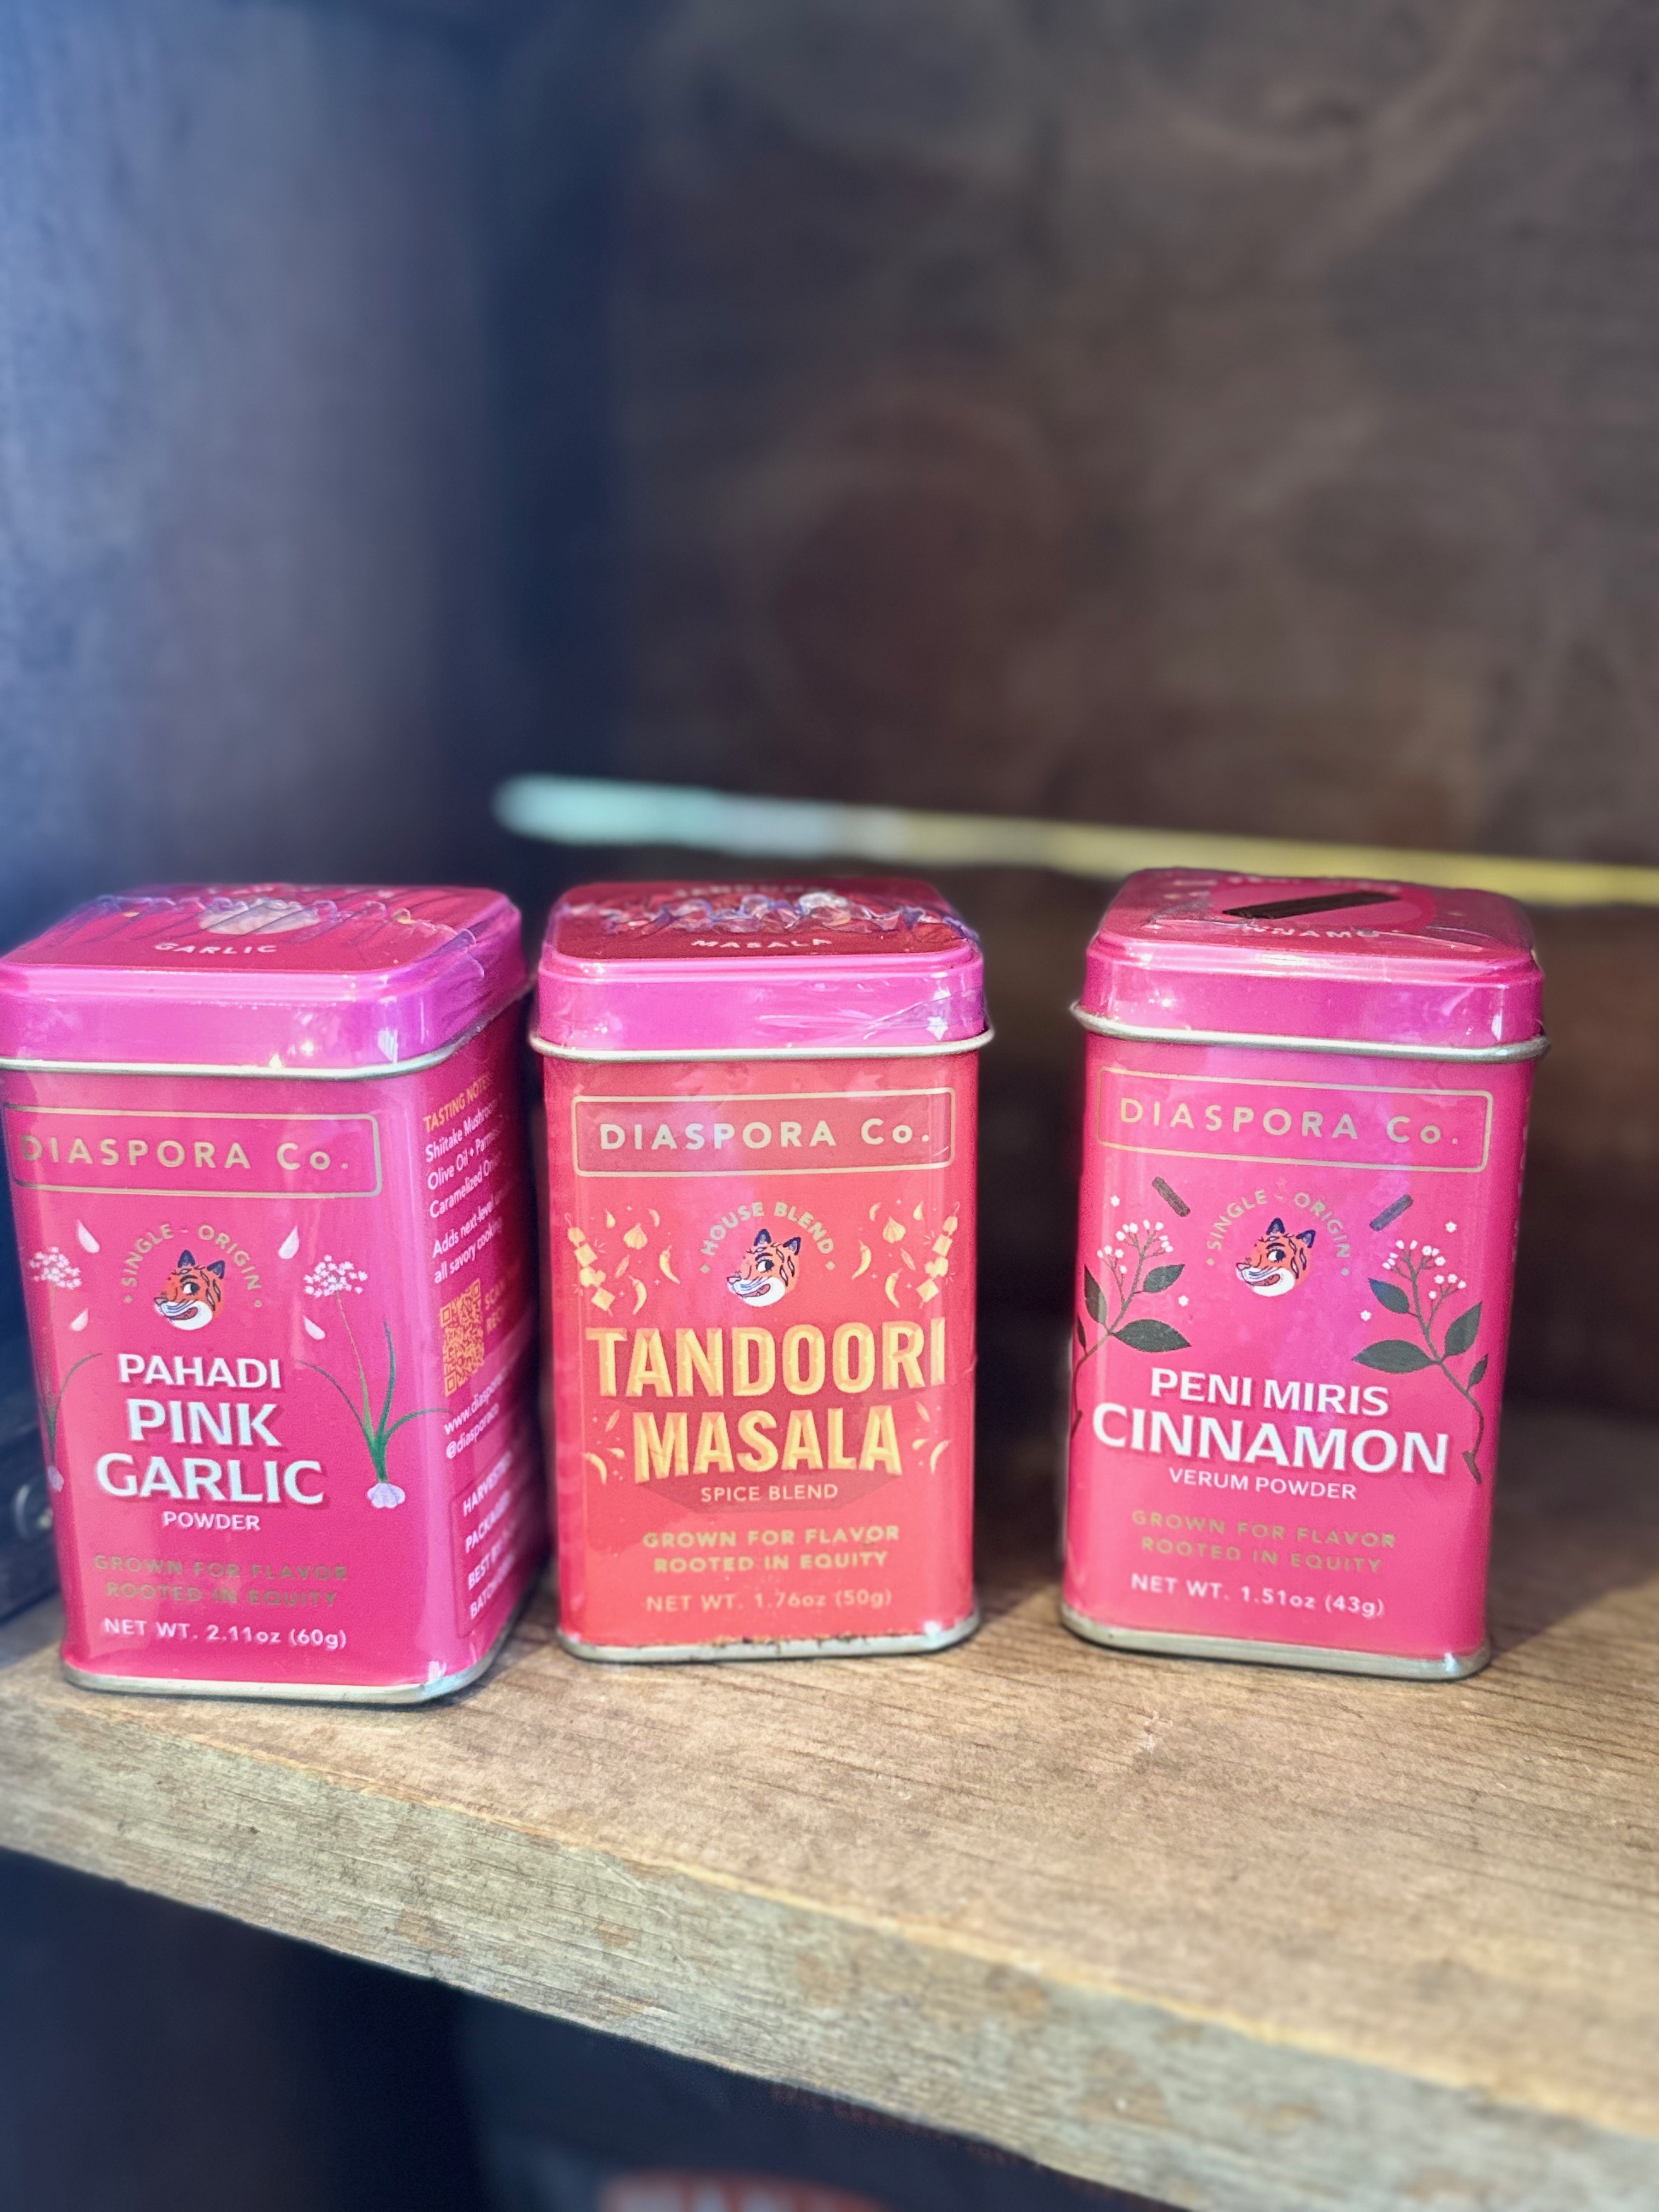 GARLIC
DIASPORA Co.
SINGLE - ORIGIN
PAHADI
PINK
GARLIC
POWDER
GROWN FOR FLAVOR
ROOTED IN EQUITY
NET WT. 2.11oz (60g)
TASTING NOTES
Shiitake Mushroom
Olive Oil +
Caramelized
Adds next-level
all savory cooking
MASALA
DIASPORA Co.
HOUSE BLEND
TANDOORI
MASALA
SPICE BLEND
GROWN FOR FLAVOR
ROOTED IN EQUITY
NET WT. 1.76oz (50g)
DIASPORA Co.
SINGLE - ORIGIN
PENI MIRIS
CINNAMON
VERUM POWDER
GROWN FOR FLAVOR
ROOTED IN EQUITY
NET WT. 1.51oz (43g)